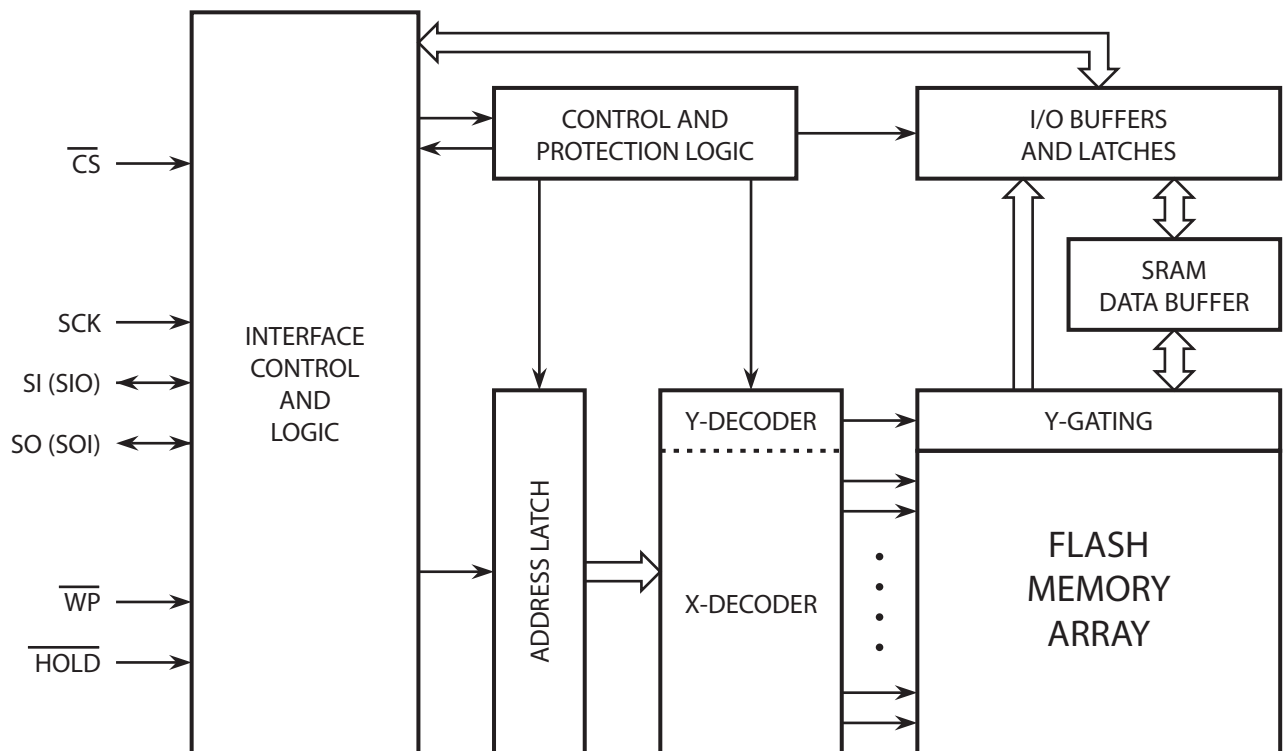 CONTROL AND
PROTECTION LOGIC
I/O BUFFERS
AND LATCHES
CS
SRAM
DATA BUFFER
SCK
SI (SIO)
SO (SOI)
INTERFACE
CONTROL
AND
LOGIC
Y-DECODER
Y-GATING
ADDRESS LATCH
X-DECODER
FLASH
MEMORY
ARRAY
WP
HOLD